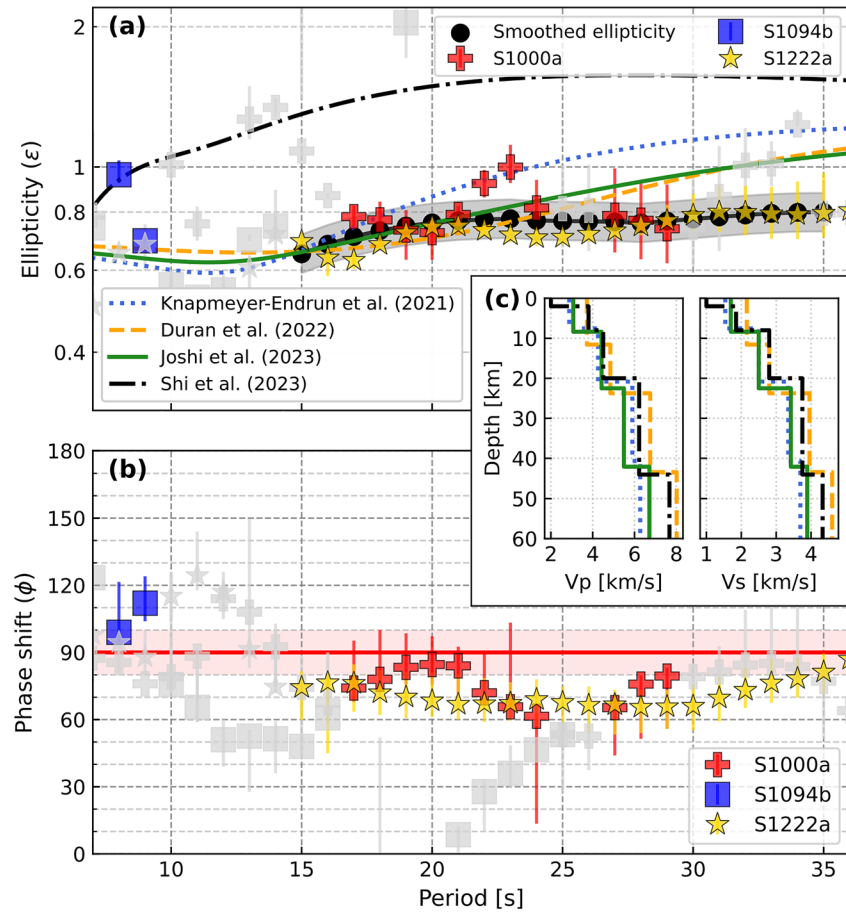 (a)
Smoothed ellipticity
S1000a
S1094b
S1222a
2
1
0.8
0.6
0.4
Ellipticity (ε)
Knapmeyer-Endrun et al. (2021)
Duran et al. (2022)
Joshi et al. (2023)
Shi et al. (2023)
(c)
0
10
20
30
40
50
60
Depth [km]
2 4 6 8
Vp [km/s]
1 2 3 4
Vs [km/s]
(b)
180
150
120
90
60
30
0
Phase shift (ϕ)
S1000a
S1094b
S1222a
10 15 20 25 30 35
Period [s]